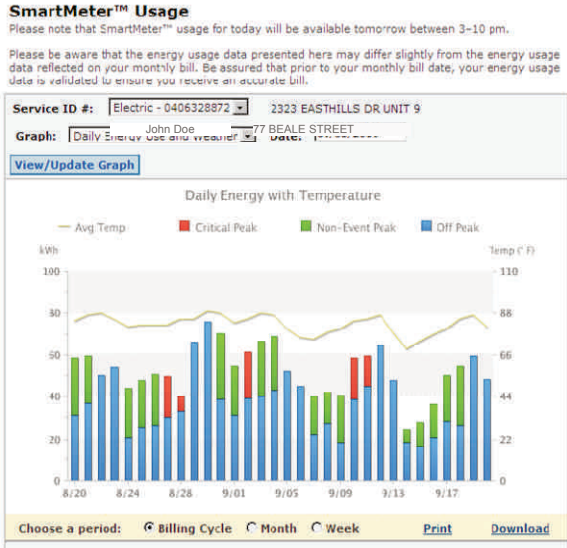 SmartMeter™ Usage
Please note that SmartMeter™ usage for today will be available tomorrow between 3-10 pm.
Please be aware that the energy usage data presented here may differ slightly from the energy usage
data reflected on your monthly bill. Be assured that prior to your monthly bill date, your energy usage
data is validated to ensure you receive an accurate bill.
Service ID #: Electric - 0406328872 2323 EASTHILLS DR UNIT 9
John Doe 77 BEALE STREET
Graph: Daily Energy Use and Weather Date:
View/Update Graph
Daily Energy with Temperature
Avg Temp Critical Peak Non-Event Peak Off Peak
kWh Temp (° F)
100 110
80 88
60 66
40 44
20 22
0 0
8/20 8/24 8/28 9/01 9/05 9/09 9/13 9/17
Choose a period: Billing Cycle Month Week Print Download